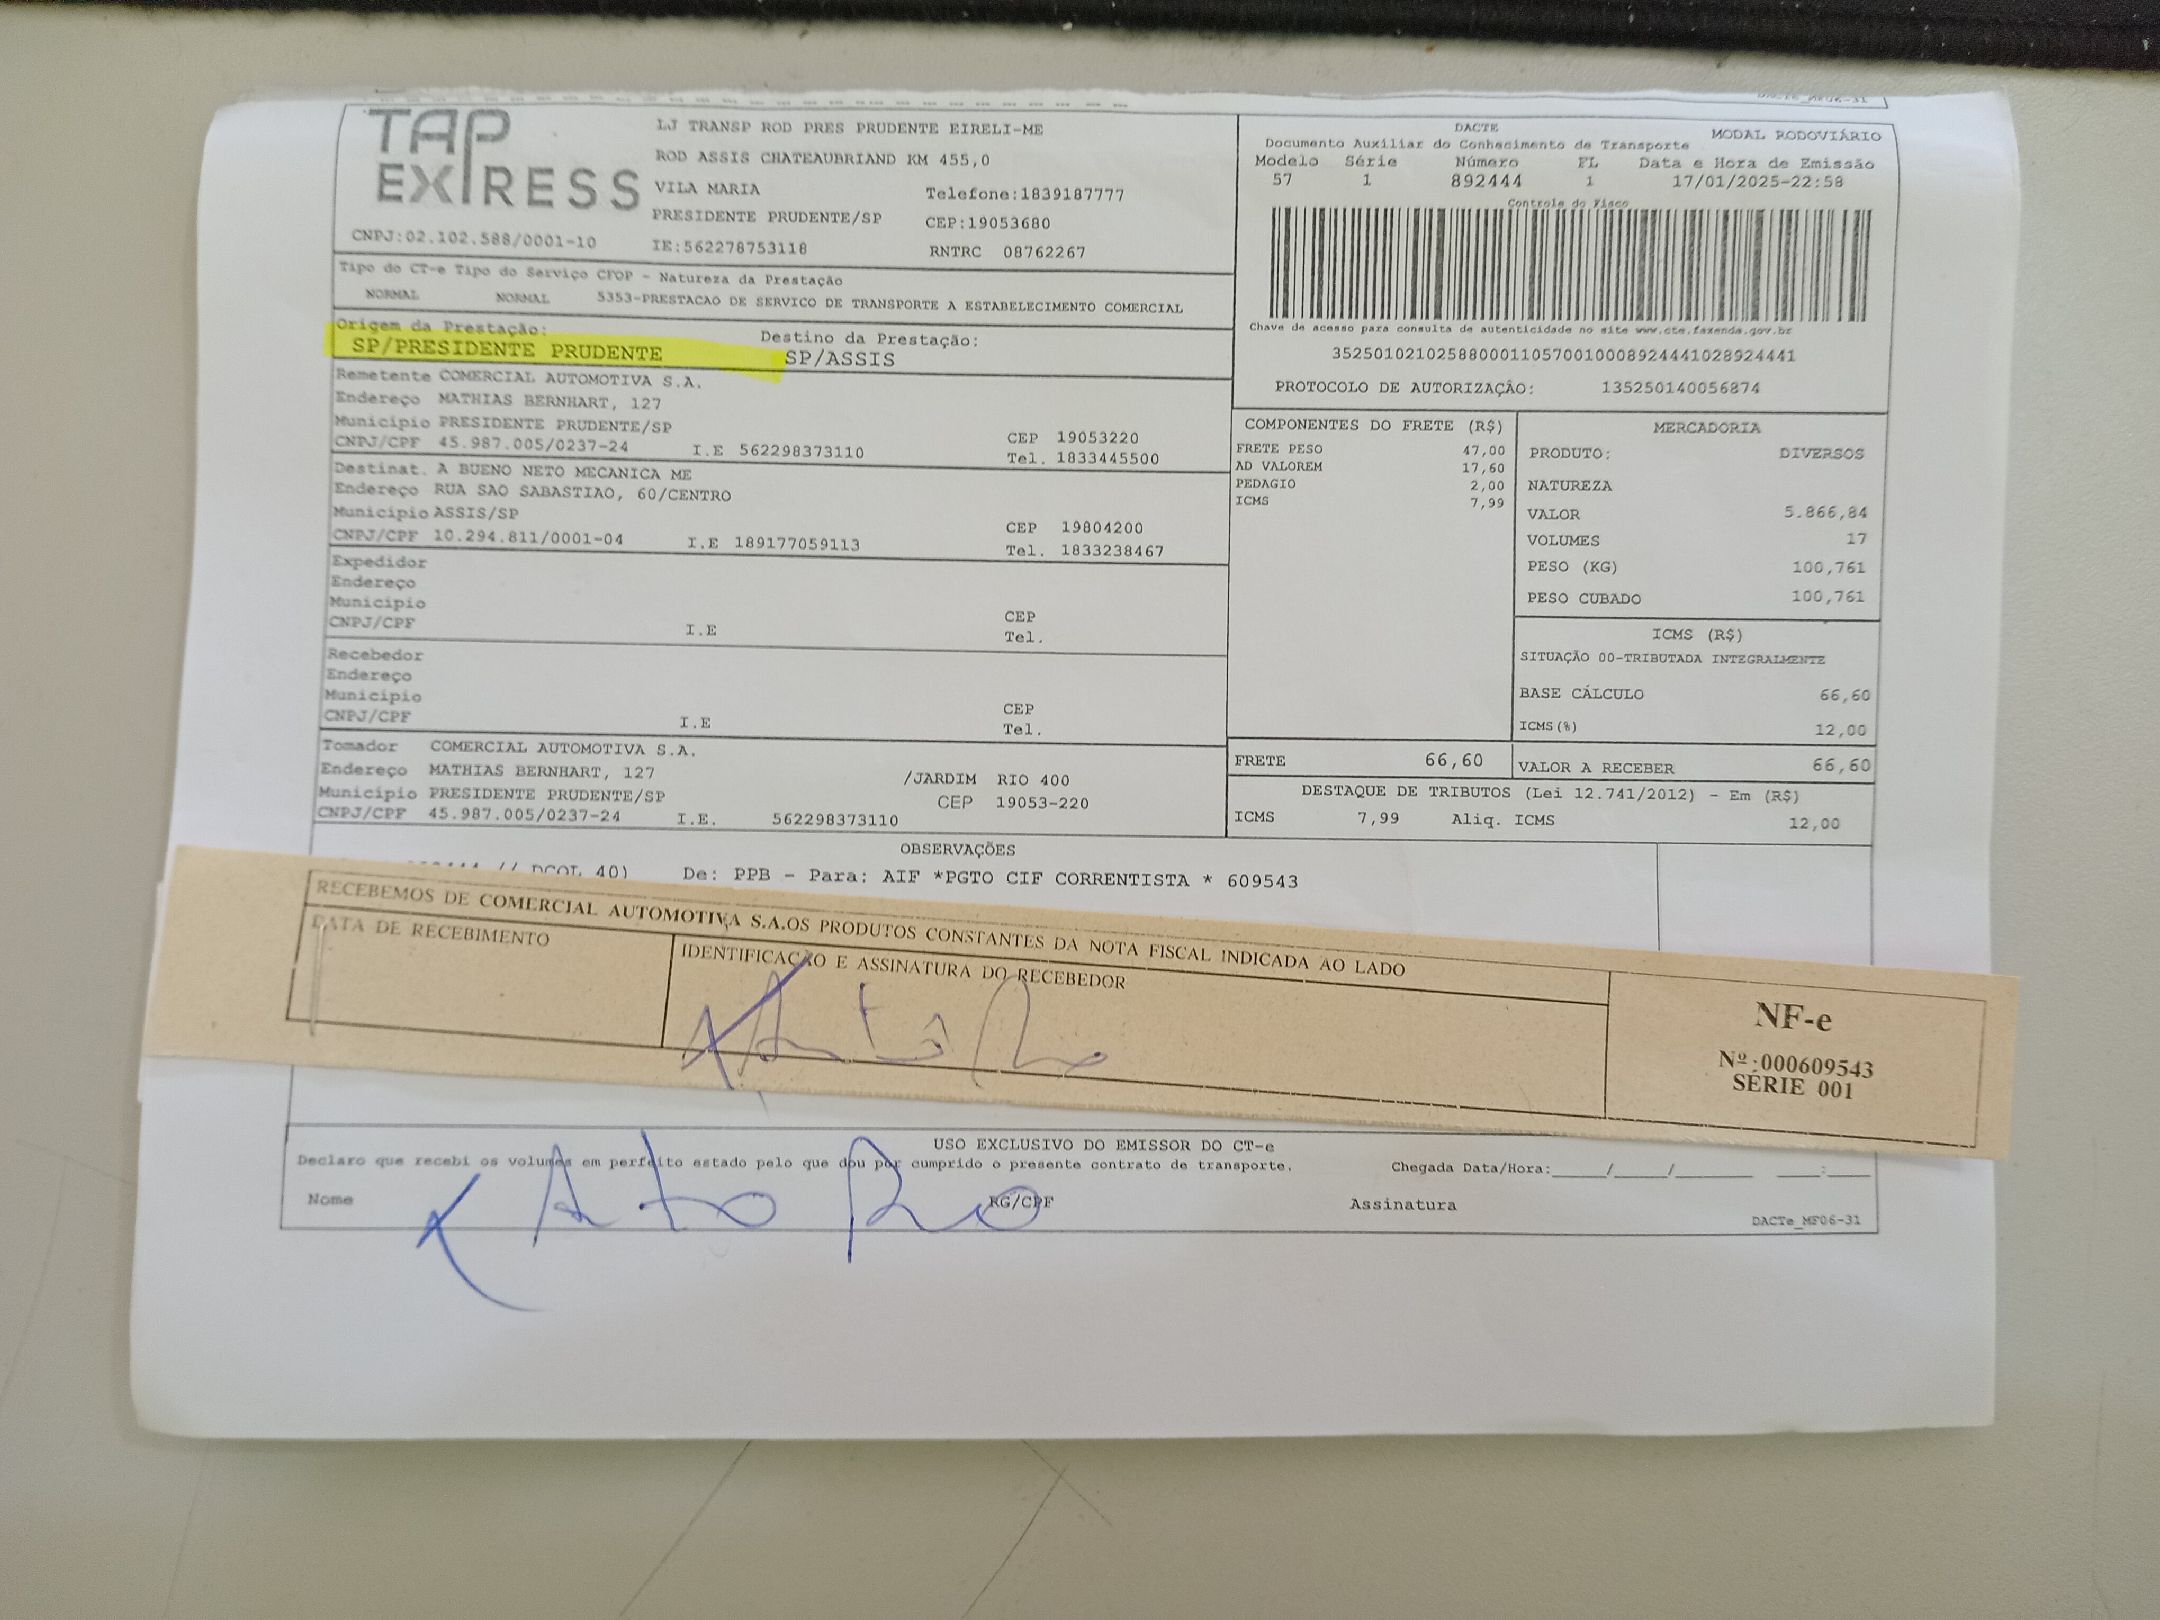 TAP EXPRESS
LJ TRANSP ROD PRES PRUDENTE EIRELI-ME
ROD ASSIS CHATEAUBRIAND KM 455,0
VILA MARIA Telefone:1839187777
PRESIDENTE PRUDENTE/SP CEP:19053680
CNPJ:02.102.588/0001-10 IE:562278753118 RNTRC 08762267
DACTE MODAL RODOVIÁRIO
Documento Auxiliar do Conhecimento de Transporte
Modelo Série Número FL Data e Hora de Emissão
57 1 892444 1 17/01/2025-22:58
Controle do Fisco
Chave de acesso para consulta de autenticidade no site www.cte.fazenda.gov.br
35250102102588000110570010008924441028924441
PROTOCOLO DE AUTORIZAÇÃO: 135250140056874
Tipo do CT-e Tipo do Serviço CFOP - Natureza da Prestação
NORMAL NORMAL 5353-PRESTACAO DE SERVICO DE TRANSPORTE A ESTABELECIMENTO COMERCIAL
Origem da Prestação: Destino da Prestação:
SP/PRESIDENTE PRUDENTE SP/ASSIS
Remetente COMERCIAL AUTOMOTIVA S.A.
Endereço MATHIAS BERNHART, 127
Município PRESIDENTE PRUDENTE/SP CEP 19053220
CNPJ/CPF 45.987.005/0237-24 I.E 562298373110 Tel. 1833445500
Destinat. A BUENO NETO MECANICA ME
Endereço RUA SAO SABASTIAO, 60/CENTRO
Município ASSIS/SP CEP 19804200
CNPJ/CPF 10.294.811/0001-04 I.E 189177059113 Tel. 1833238467
Expedidor
Endereço
Município CEP
CNPJ/CPF I.E Tel.
Recebedor
Endereço
Município CEP
CNPJ/CPF I.E Tel.
Tomador COMERCIAL AUTOMOTIVA S.A.
Endereço MATHIAS BERNHART, 127 /JARDIM RIO 400
Município PRESIDENTE PRUDENTE/SP CEP 19053-220
CNPJ/CPF 45.987.005/0237-24 I.E. 562298373110
COMPONENTES DO FRETE (R$)
FRETE PESO 47,00
AD VALOREM 17,60
PEDAGIO 2,00
ICMS 7,99
MERCADORIA
PRODUTO: DIVERSOS
NATUREZA
VALOR 5.866,84
VOLUMES 17
PESO (KG) 100,761
PESO CUBADO 100,761
ICMS (R$)
SITUAÇÃO 00-TRIBUTADA INTEGRALMENTE
BASE CÁLCULO 66,60
ICMS(%) 12,00
FRETE 66,60 VALOR A RECEBER 66,60
DESTAQUE DE TRIBUTOS (Lei 12.741/2012) - Em (R$)
ICMS 7,99 Aliq. ICMS 12,00
OBSERVAÇÕES
// DCOL 40) De: PPB - Para: AIF *PGTO CIF CORRENTISTA * 609543
RECEBEMOS DE COMERCIAL AUTOMOTIVA S.A.OS PRODUTOS CONSTANTES DA NOTA FISCAL INDICADA AO LADO
DATA DE RECEBIMENTO
IDENTIFICAÇÃO E ASSINATURA DO RECEBEDOR
NF-e
Nº:000609543
SÉRIE 001
USO EXCLUSIVO DO EMISSOR DO CT-e
Declaro que recebi os volumes em perfeito estado pelo que dou por cumprido o presente contrato de transporte. Chegada Data/Hora:____/____/____ ___:___
Nome RG/CPF Assinatura
DACTe_MF06-31